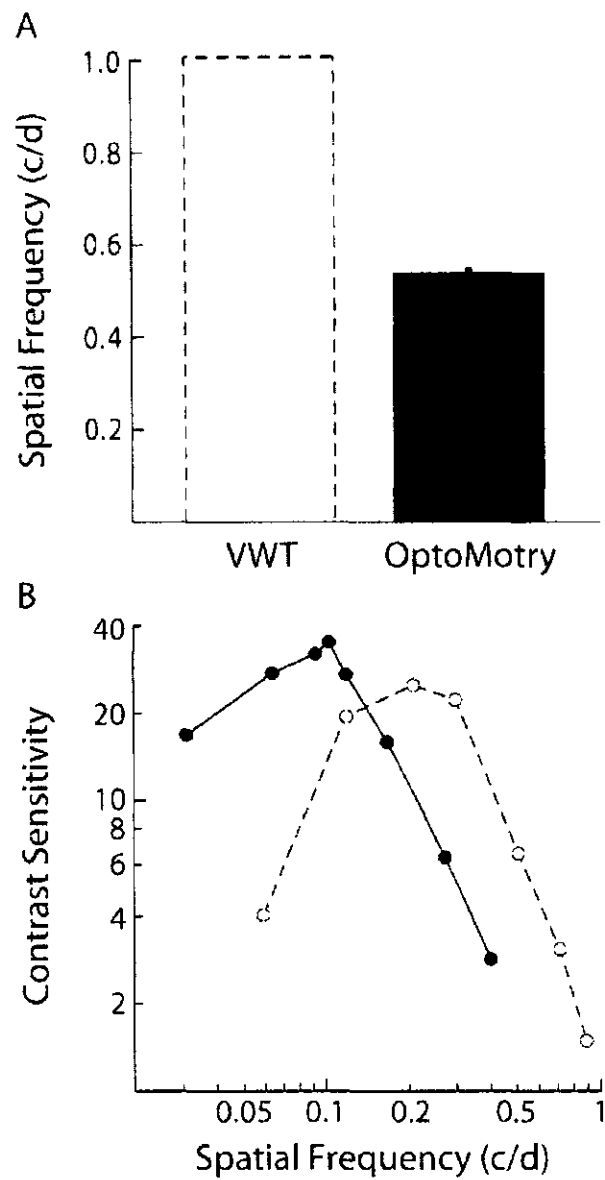 A
Spatial Frequency (c/d)
1.0
0.8
0.6
0.4
0.2
VWT OptoMotry
B
Contrast Sensitivity
40
20
10
8
6
4
2
0.05 0.1 0.2 0.5 1
Spatial Frequency (c/d)